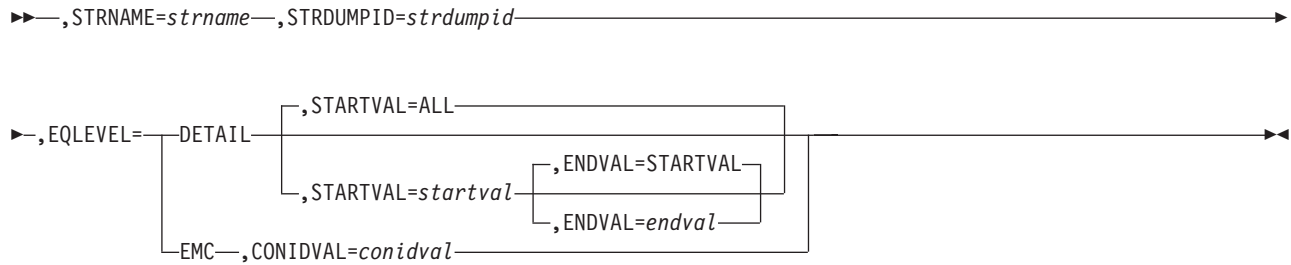 ,STRNAME=strname ,STRDUMPID=strdumpid
,STARTVAL=ALL
,EQLEVEL= DETAIL
,ENDVAL=STARTVAL
,STARTVAL=startval
,ENDVAL=endval
EMC ,CONIDVAL=conidval